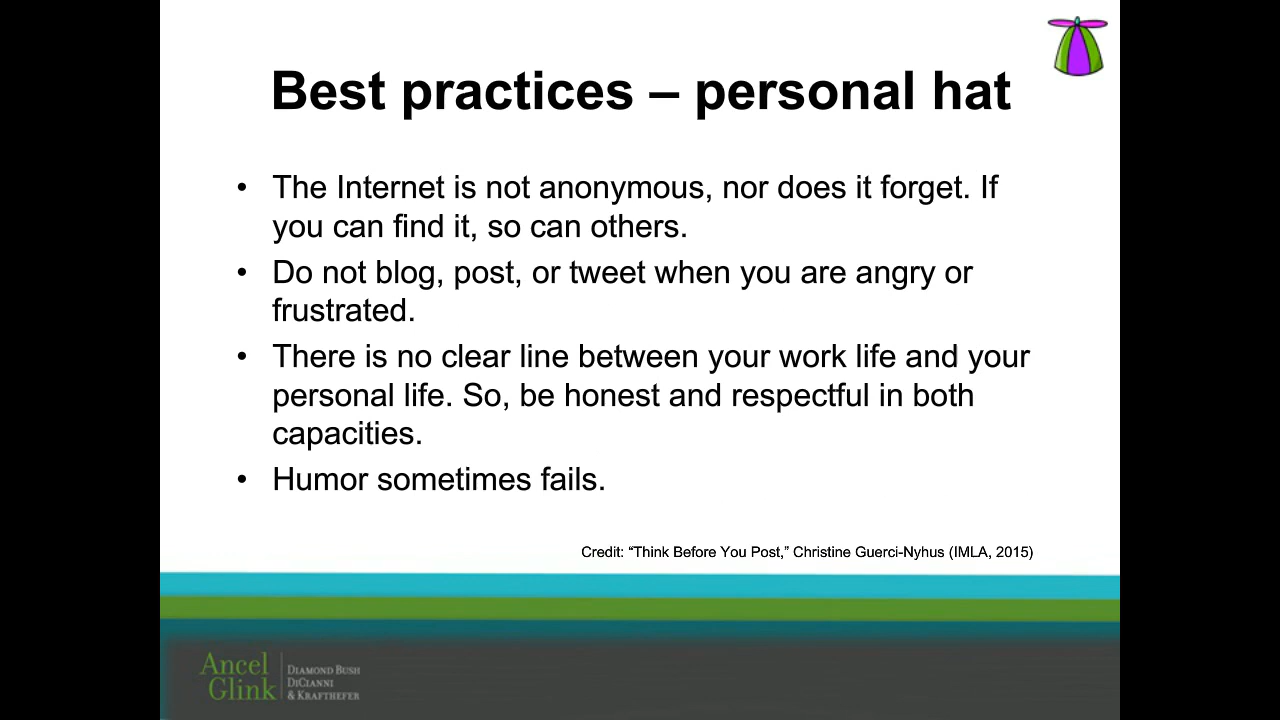 Best practices – personal hat
• The Internet is not anonymous, nor does it forget. If
you can find it, so can others.
• Do not blog, post, or tweet when you are angry or
frustrated.
• There is no clear line between your work life and your
personal life. So, be honest and respectful in both
capacities.
• Humor sometimes fails.
Credit: “Think Before You Post,” Christine Guerci-Nyhus (IMLA, 2015)
Ancel
Glink
DIAMOND BUSH
DICIANNI
& KRAFTHEFER